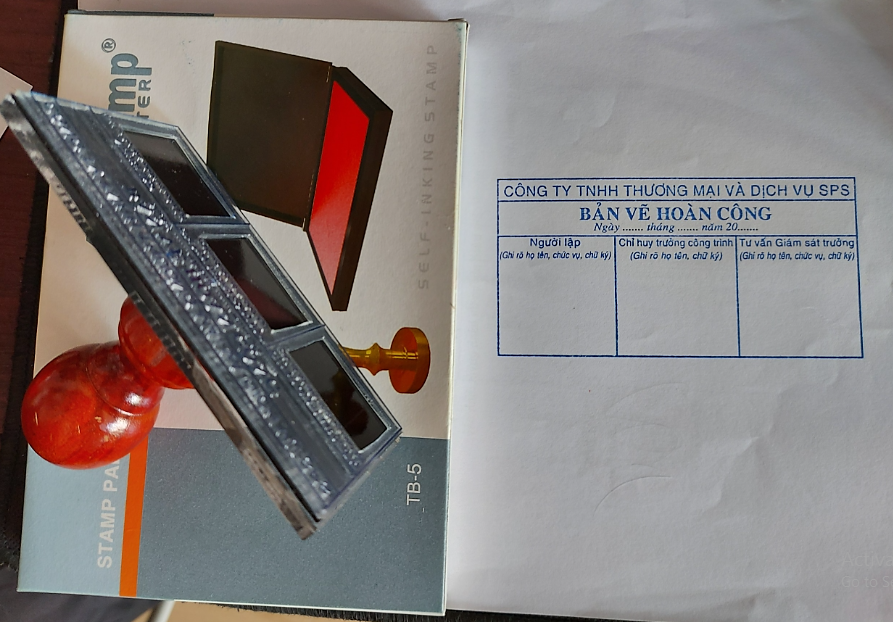 mp®
TER
SELF-INKING STAMP
STAMP PA
TB-5
CÔNG TY TNHH THƯƠNG MẠI VÀ DỊCH VỤ SPS
BẢN VẼ HOÀN CÔNG
Ngày ....... tháng ....... năm 20.......
Người lập
(Ghi rõ họ tên, chức vụ, chữ ký)
Chỉ huy trưởng công trình
(Ghi rõ họ tên, chữ ký)
Tư vấn Giám sát trưởng
(Ghi rõ họ tên, chức vụ, chữ ký)